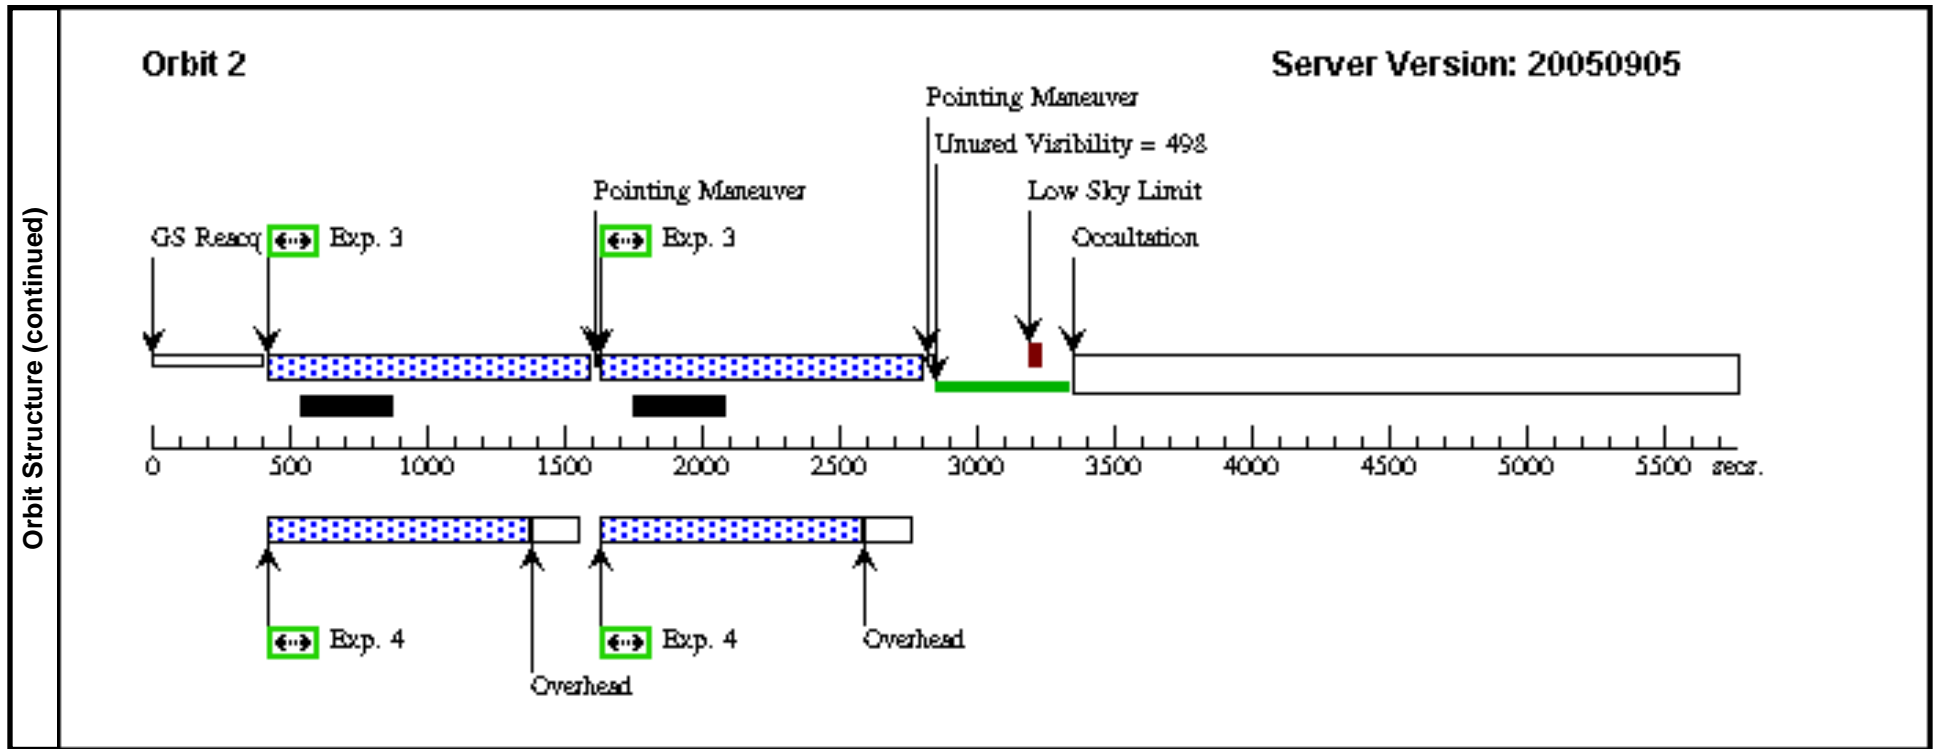 Orbit Structure (continued)
Orbit 2
Server Version: 20050905
Pointing Maneuver
Unused Visibility = 498
Pointing Maneuver
Low Sky Limit
GS Reacq
Exp. 3
Exp. 3
Occultation
0 500 1000 1500 2000 2500 3000 3500 4000 4500 5000 5500 secs.
Exp. 4
Exp. 4
Overhead
Overhead